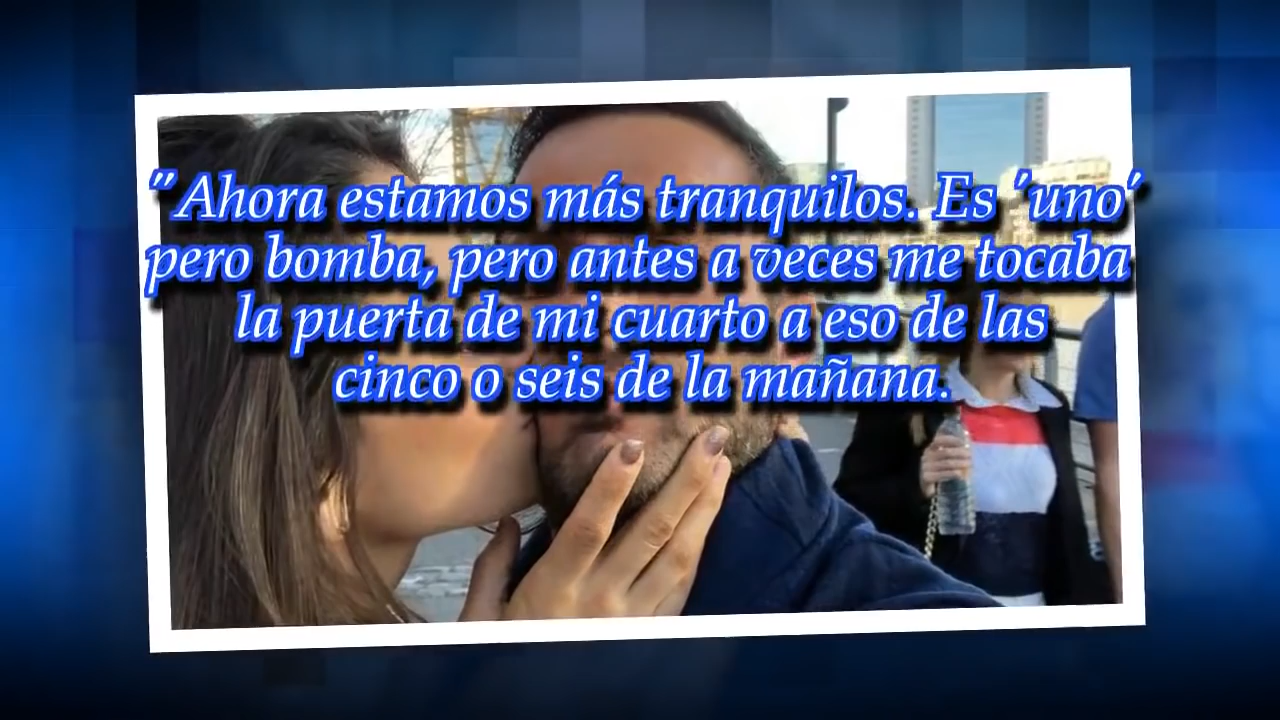 "Ahora estamos más tranquilos. Es 'uno'
pero bomba, pero antes a veces me tocaba
la puerta de mi cuarto a eso de las
cinco o seis de la mañana.